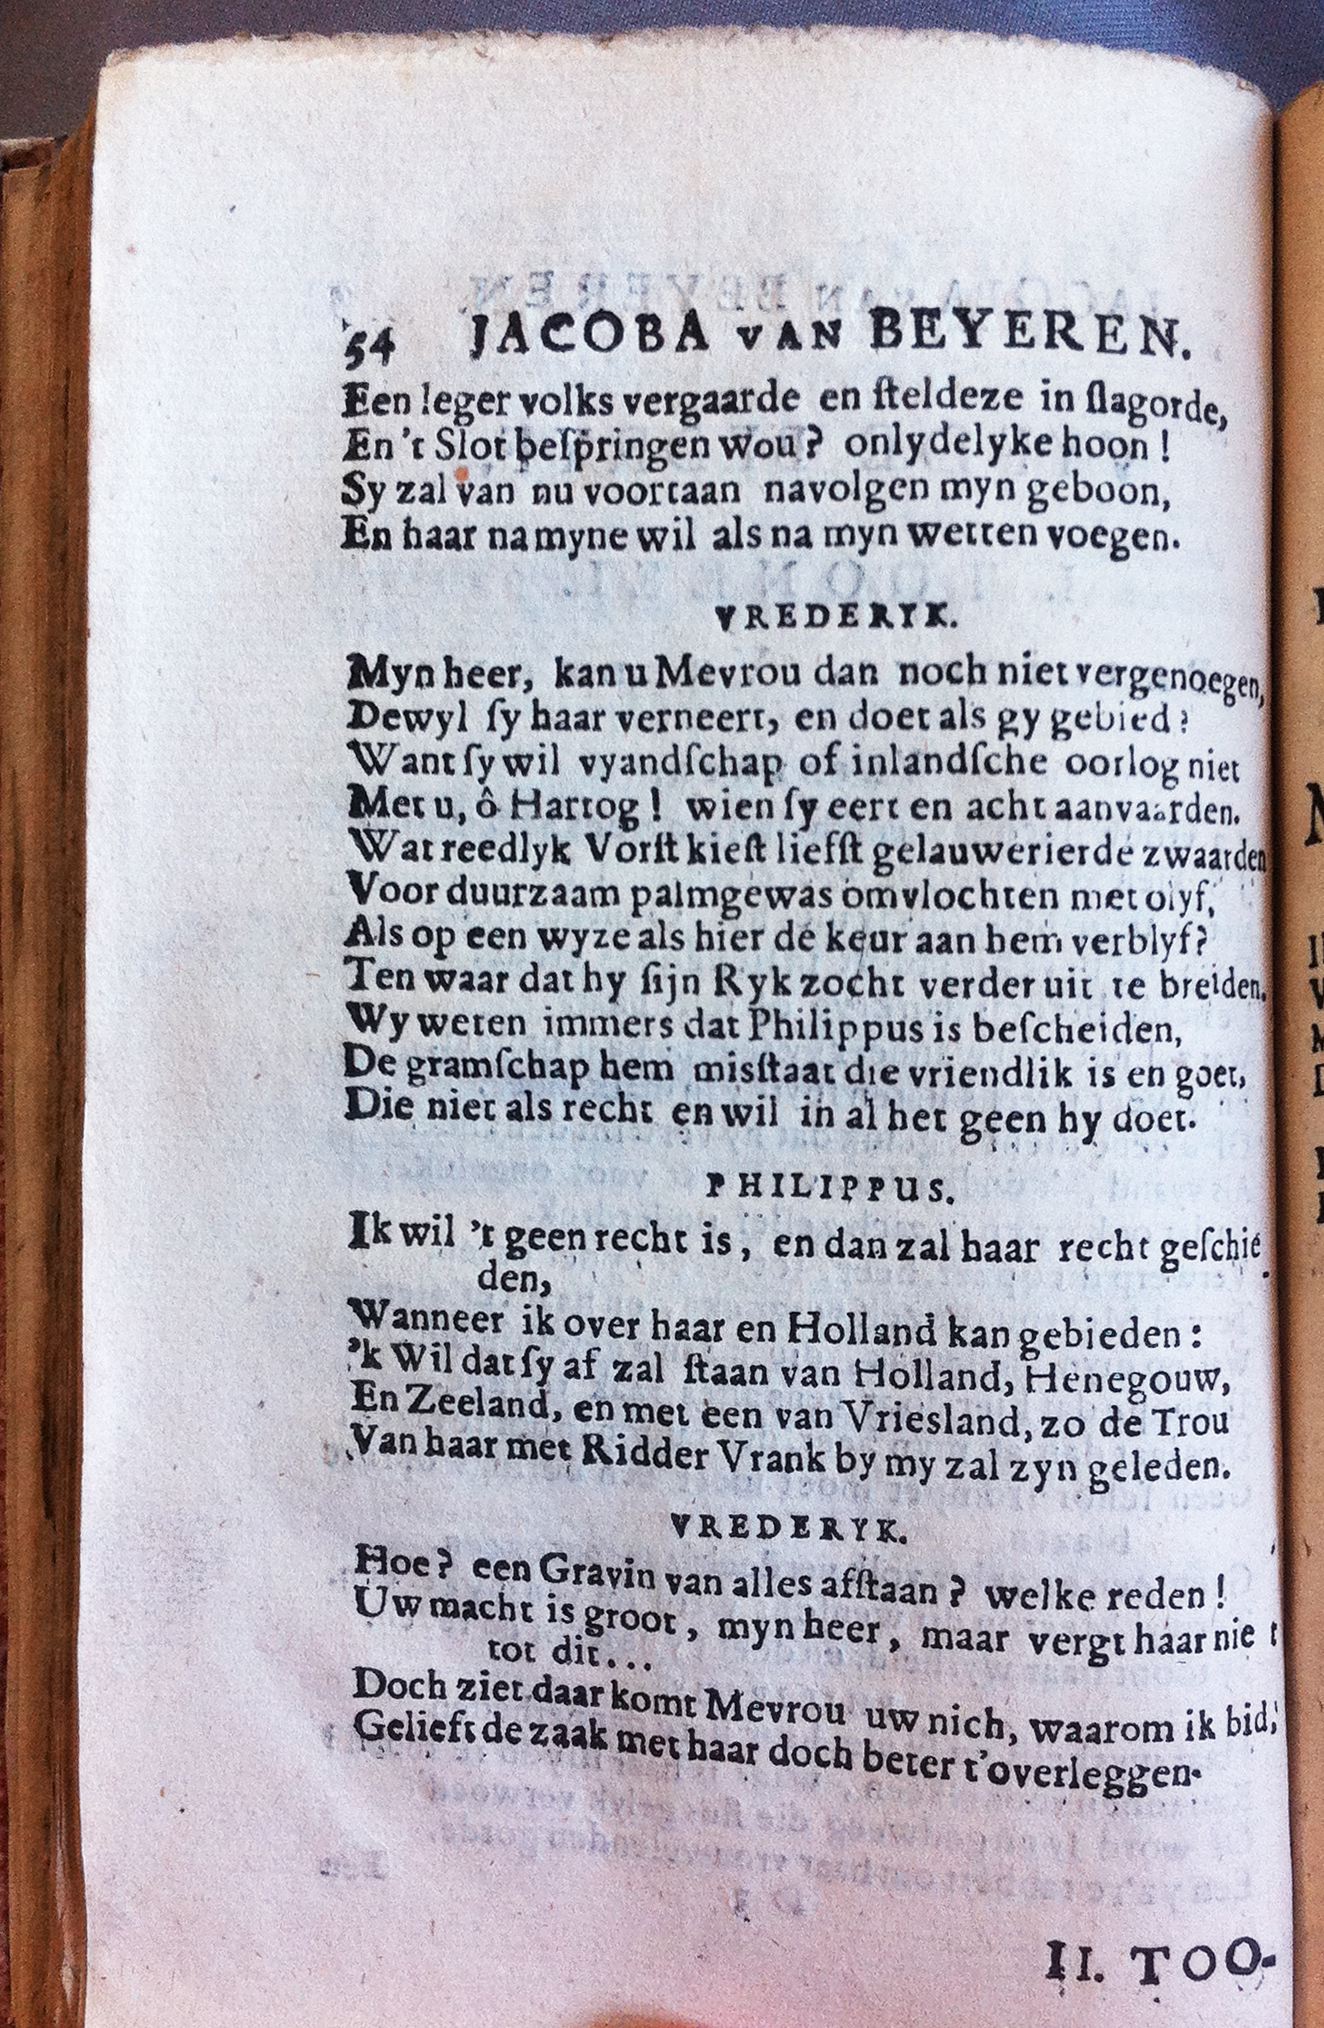 54 JACOBA VAN BEYEREN.
Een leger volks vergaarde en ſteldeze in ſlagorde,
En 't Slot beſpringen wou? onlydelyke hoon!
Sy zal van nu voortaan navolgen myn geboôn,
En haar na myne wil als na myn wetten voegen.
VREDERYK.
Myn heer, kan u Mevrou dan noch niet vergenoegen,
Dewyl ſy haar verneert, en doet als gy gebied?
Want ſy wil vyandſchap of inlandſche oorlog niet
Met u, ô Hartog! wien ſy eert en acht aanvaarden.
Wat reedlyk Vorſt kieſt liefſt gelauwerierde zwaarden
Voor duurzaam palmgewas omvlochten met olyf,
Als op een wyze als hier de keur aan hem verblyf?
Ten waar dat hy ſijn Ryk zocht verder uit te breiden.
Wy weten immers dat Philippus is beſcheiden,
De gramſchap hem misſtaat die vriendlik is en goet,
Die niet als recht en wil in al het geen hy doet.
PHILIPPUS.
Ik wil 't geen recht is, en dan zal haar recht geſchie
den,
Wanneer ik over haar en Holland kan gebieden:
'k Wil dat ſy af zal ſtaan van Holland, Henegouw,
En Zeeland, en met een van Vriesland, zo de Trou
Van haar met Ridder Vrank by my zal zyn geleden.
VREDERYK.
Hoe? een Gravin van alles afſtaan? welke reden!
Uw macht is groot, myn heer, maar vergt haar niet
tot dit...
Doch ziet daar komt Mevrou uw nich, waarom ik bid,
Gelieft de zaak met haar doch beter t'overleggen.
II. TOO-